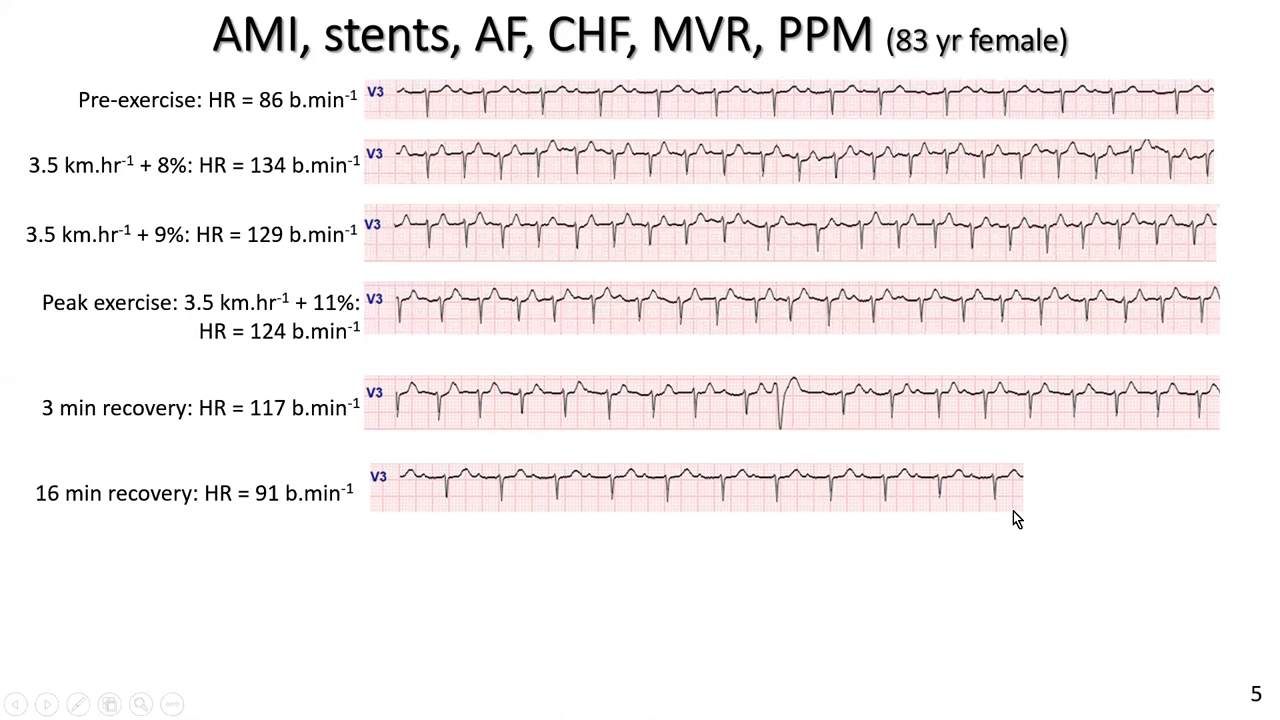 AMI, stents, AF, CHF, MVR, PPM (83 yr female)
Pre-exercise: HR = 86 b.min⁻¹
V3
3.5 km.hr⁻¹ + 8%: HR = 134 b.min⁻¹
V3
3.5 km.hr⁻¹ + 9%: HR = 129 b.min⁻¹
V3
Peak exercise: 3.5 km.hr⁻¹ + 11%:
HR = 124 b.min⁻¹
V3
3 min recovery: HR = 117 b.min⁻¹
V3
16 min recovery: HR = 91 b.min⁻¹
V3
5